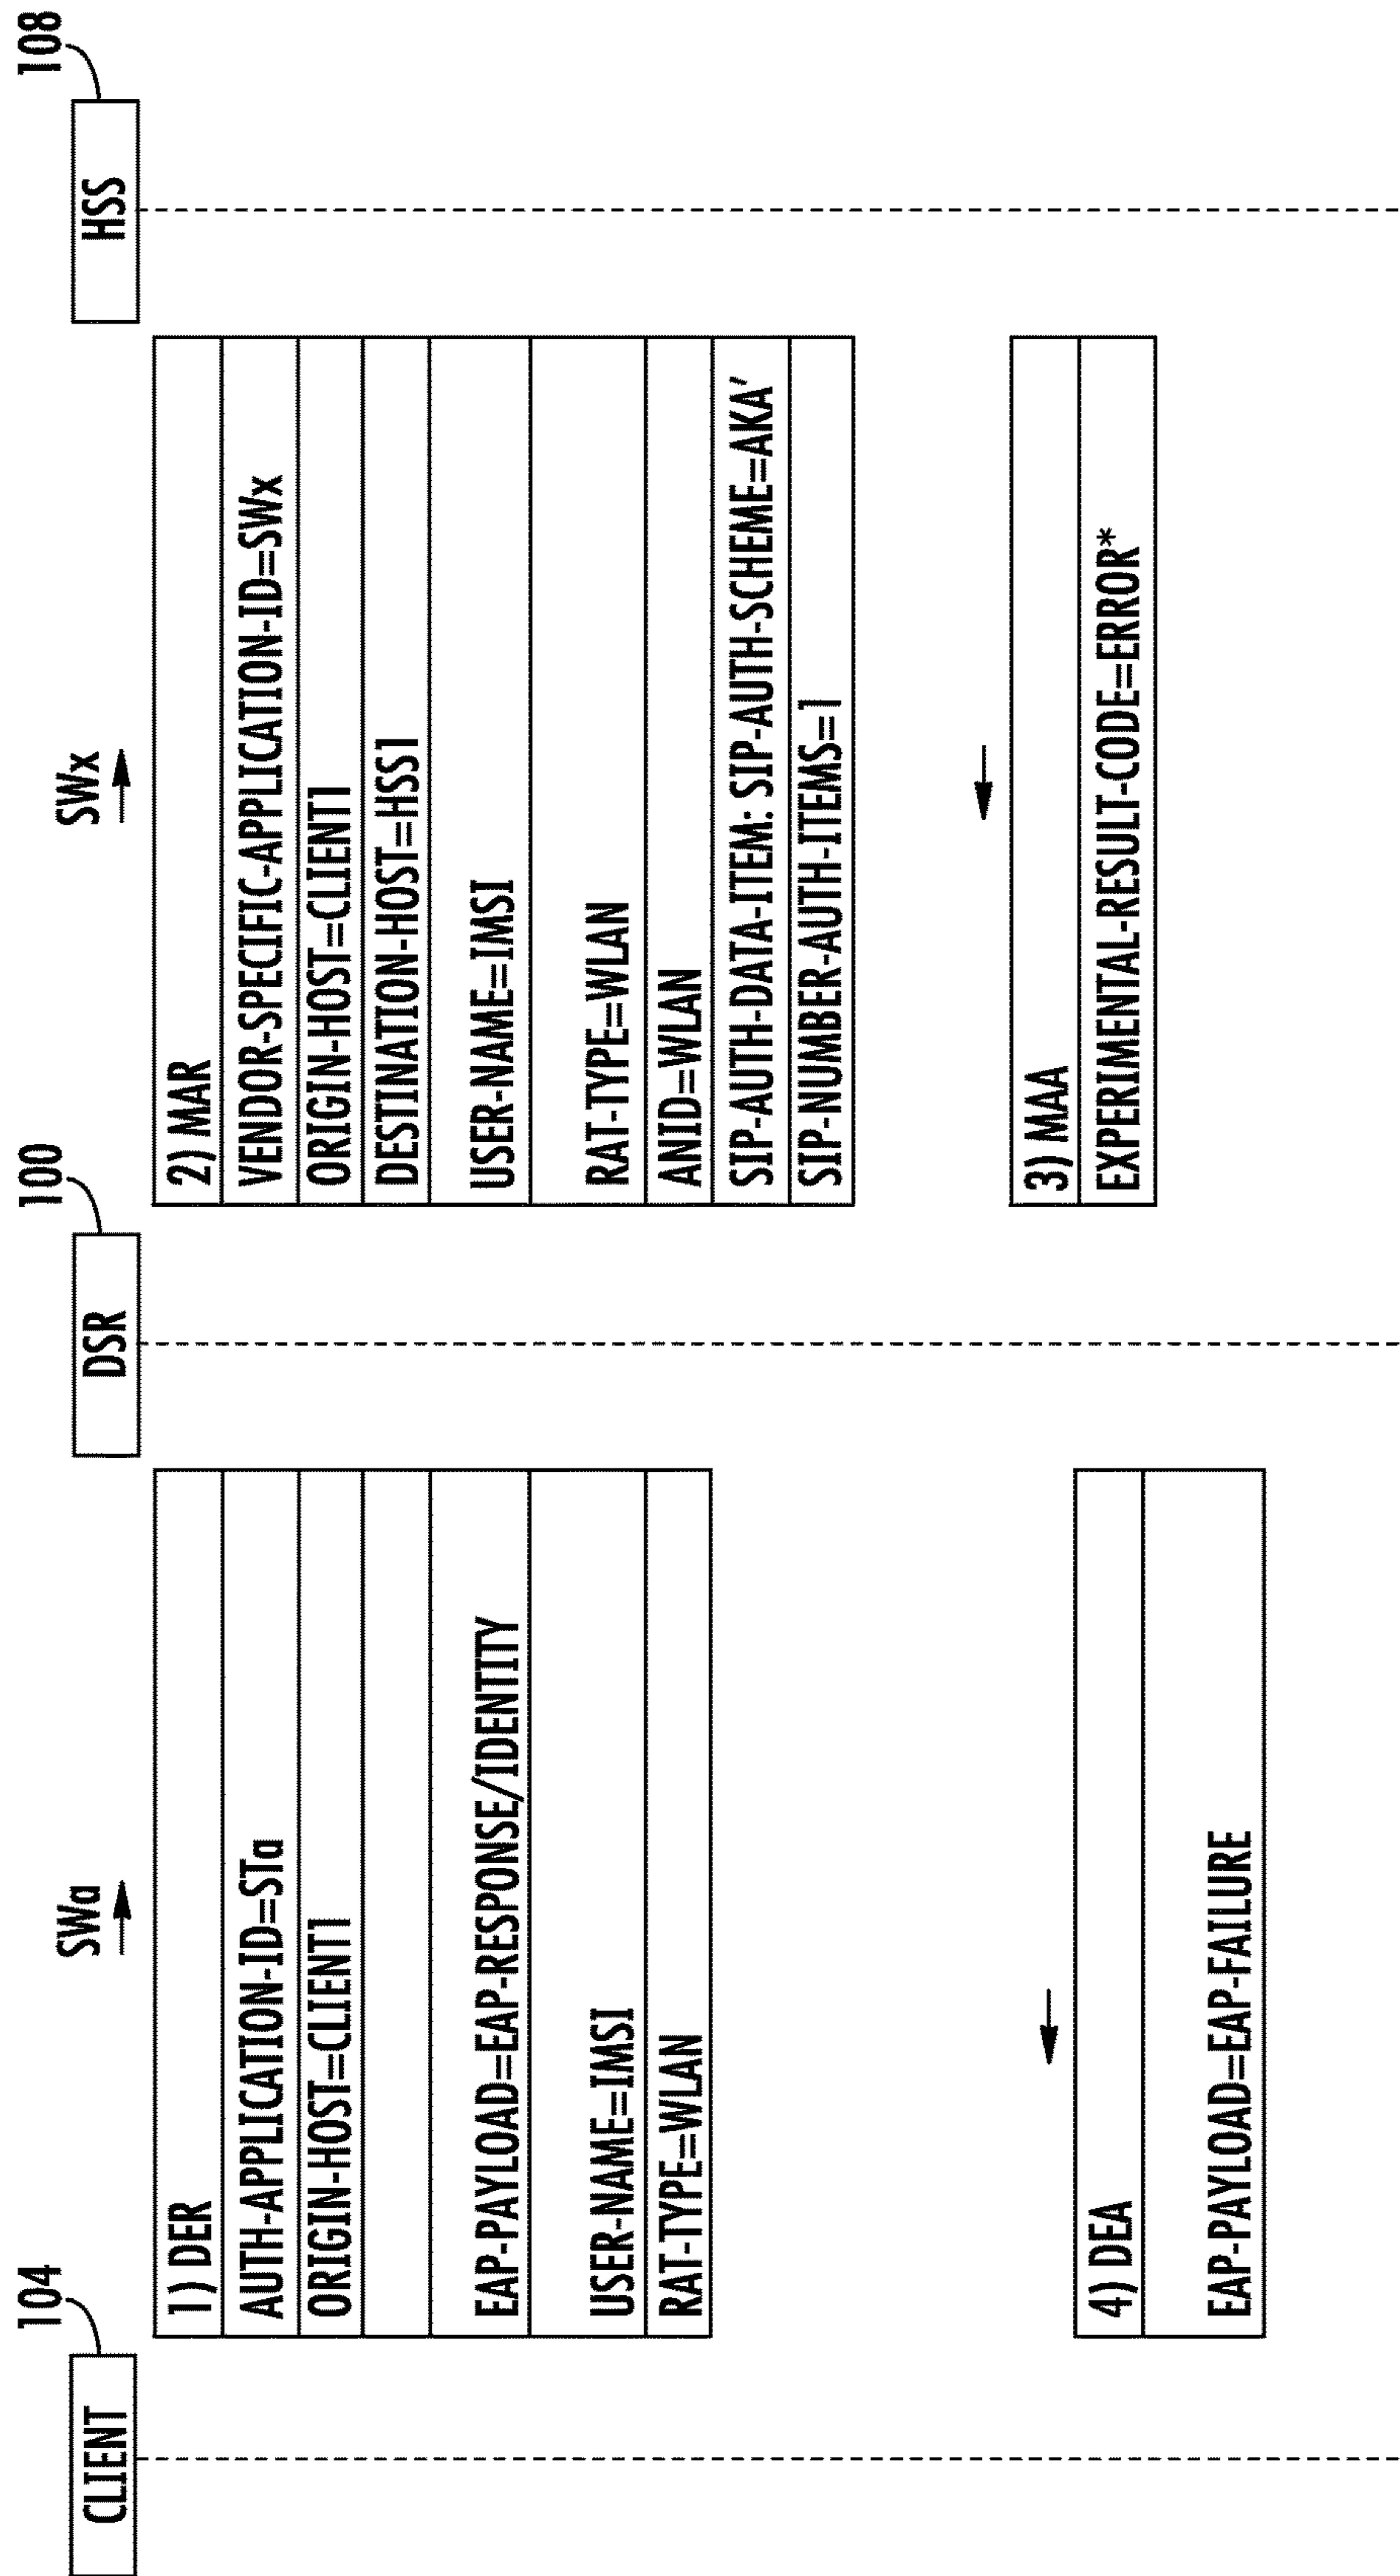 104
CLIENT
SWa
100
DSR
SWx
108
HSS
1) DER
AUTH-APPLICATION-ID=STa
ORIGIN-HOST=CLIENT1
EAP-PAYLOAD=EAP-RESPONSE/IDENTITY
USER-NAME=IMSI
RAT-TYPE=WLAN
2) MAR
VENDOR-SPECIFIC-APPLICATION-ID=SWx
ORIGIN-HOST=CLIENT1
DESTINATION-HOST=HSS1
USER-NAME=IMSI
RAT-TYPE=WLAN
ANID=WLAN
SIP-AUTH-DATA-ITEM: SIP-AUTH-SCHEME=AKA'
SIP-NUMBER-AUTH-ITEMS=1
3) MAA
EXPERIMENTAL-RESULT-CODE=ERROR*
4) DEA
EAP-PAYLOAD=EAP-FAILURE